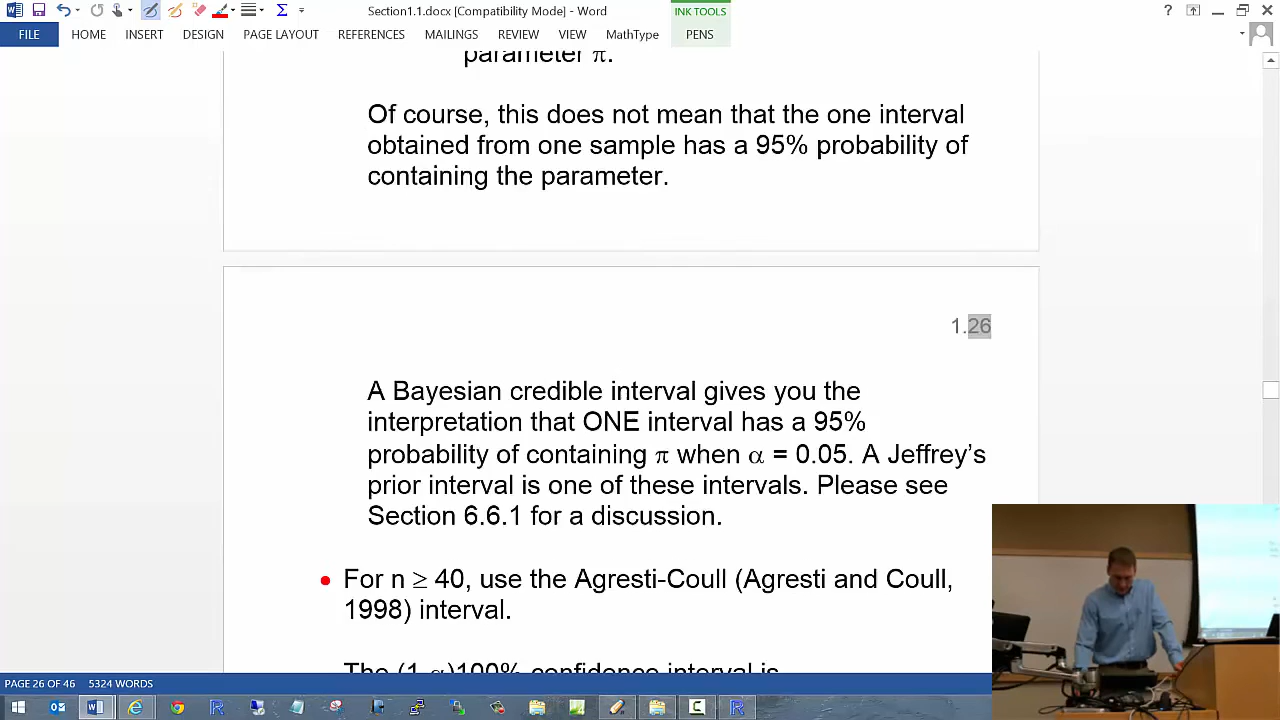 Section1.1.docx [Compatibility Mode] - Word
INK TOOLS
FILE HOME INSERT DESIGN PAGE LAYOUT REFERENCES MAILINGS REVIEW VIEW MathType PENS
parameter π.
Of course, this does not mean that the one interval
obtained from one sample has a 95% probability of
containing the parameter.
1.26
A Bayesian credible interval gives you the
interpretation that ONE interval has a 95%
probability of containing π when α = 0.05. A Jeffrey’s
prior interval is one of these intervals. Please see
Section 6.6.1 for a discussion.
• For n ≥ 40, use the Agresti-Coull (Agresti and Coull,
1998) interval.
The (1-α)100% confidence interval is
PAGE 26 OF 46 5324 WORDS